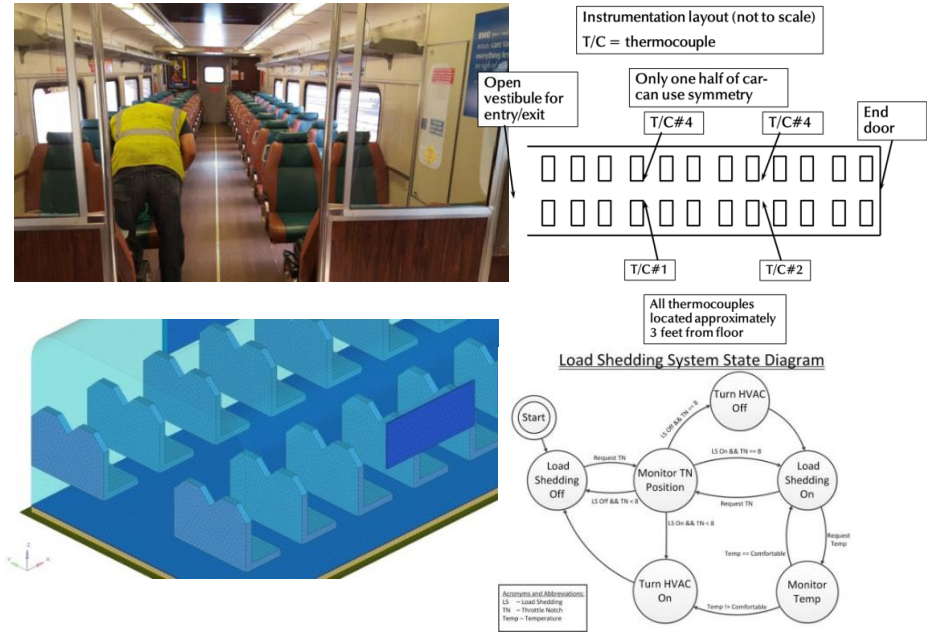 Instrumentation layout (not to scale)
T/C = thermocouple
Open
vestibule for
entry/exit
Only one half of car-
can use symmetry
T/C#4
T/C#4
End
door
T/C#1
T/C#2
All thermocouples
located approximately
3 feet from floor
Load Shedding System State Diagram
Start
Turn HVAC
Off
LS Off && TN == 8
Load
Shedding
Off
Request TN
Monitor TN
Position
LS On && TN == 8
Load
Shedding
On
LS Off && TN < 8
Request TN
LS On && TN < 8
Request
Temp
Temp == Comfortable
Turn HVAC
On
Temp != Comfortable
Monitor
Temp
Acronyms and Abbreviations:
LS – Load Shedding
TN – Throttle Notch
Temp – Temperature
Z
Y
X